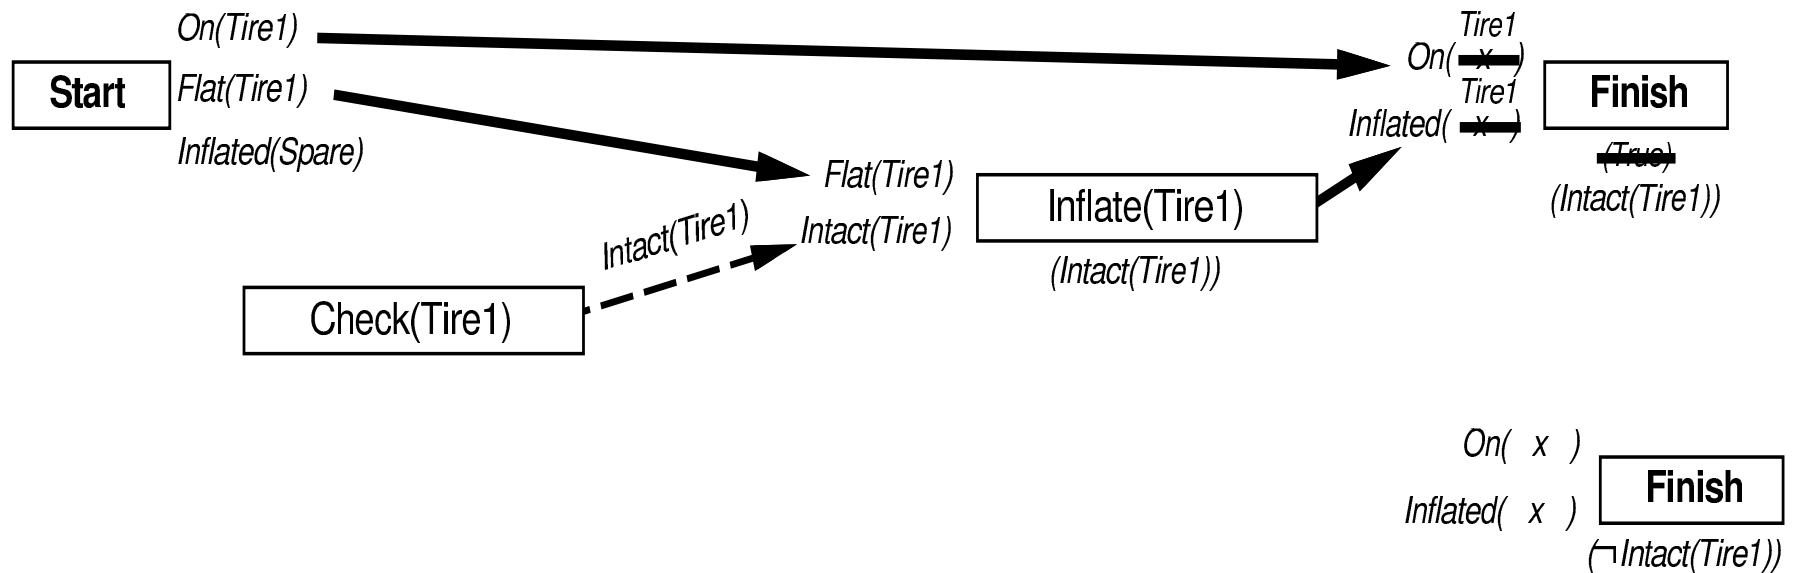 On(Tire1)
Start
Flat(Tire1)
Inflated(Spare)
Tire1
On( x )
Tire1
Inflated( x )
Finish
(True)
(Intact(Tire1))
Flat(Tire1)
Intact(Tire1)
Inflate(Tire1)
(Intact(Tire1))
Intact(Tire1)
Check(Tire1)
On( x )
Inflated( x )
Finish
(¬Intact(Tire1))